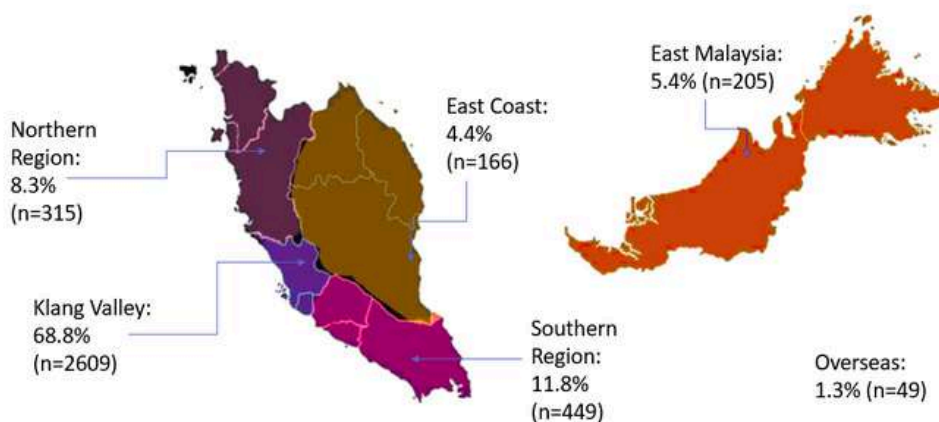 Northern
Region:
8.3%
(n=315)
Klang Valley:
68.8%
(n=2609)
East Coast:
4.4%
(n=166)
Southern
Region:
11.8%
(n=449)
East Malaysia:
5.4% (n=205)
Overseas:
1.3% (n=49)